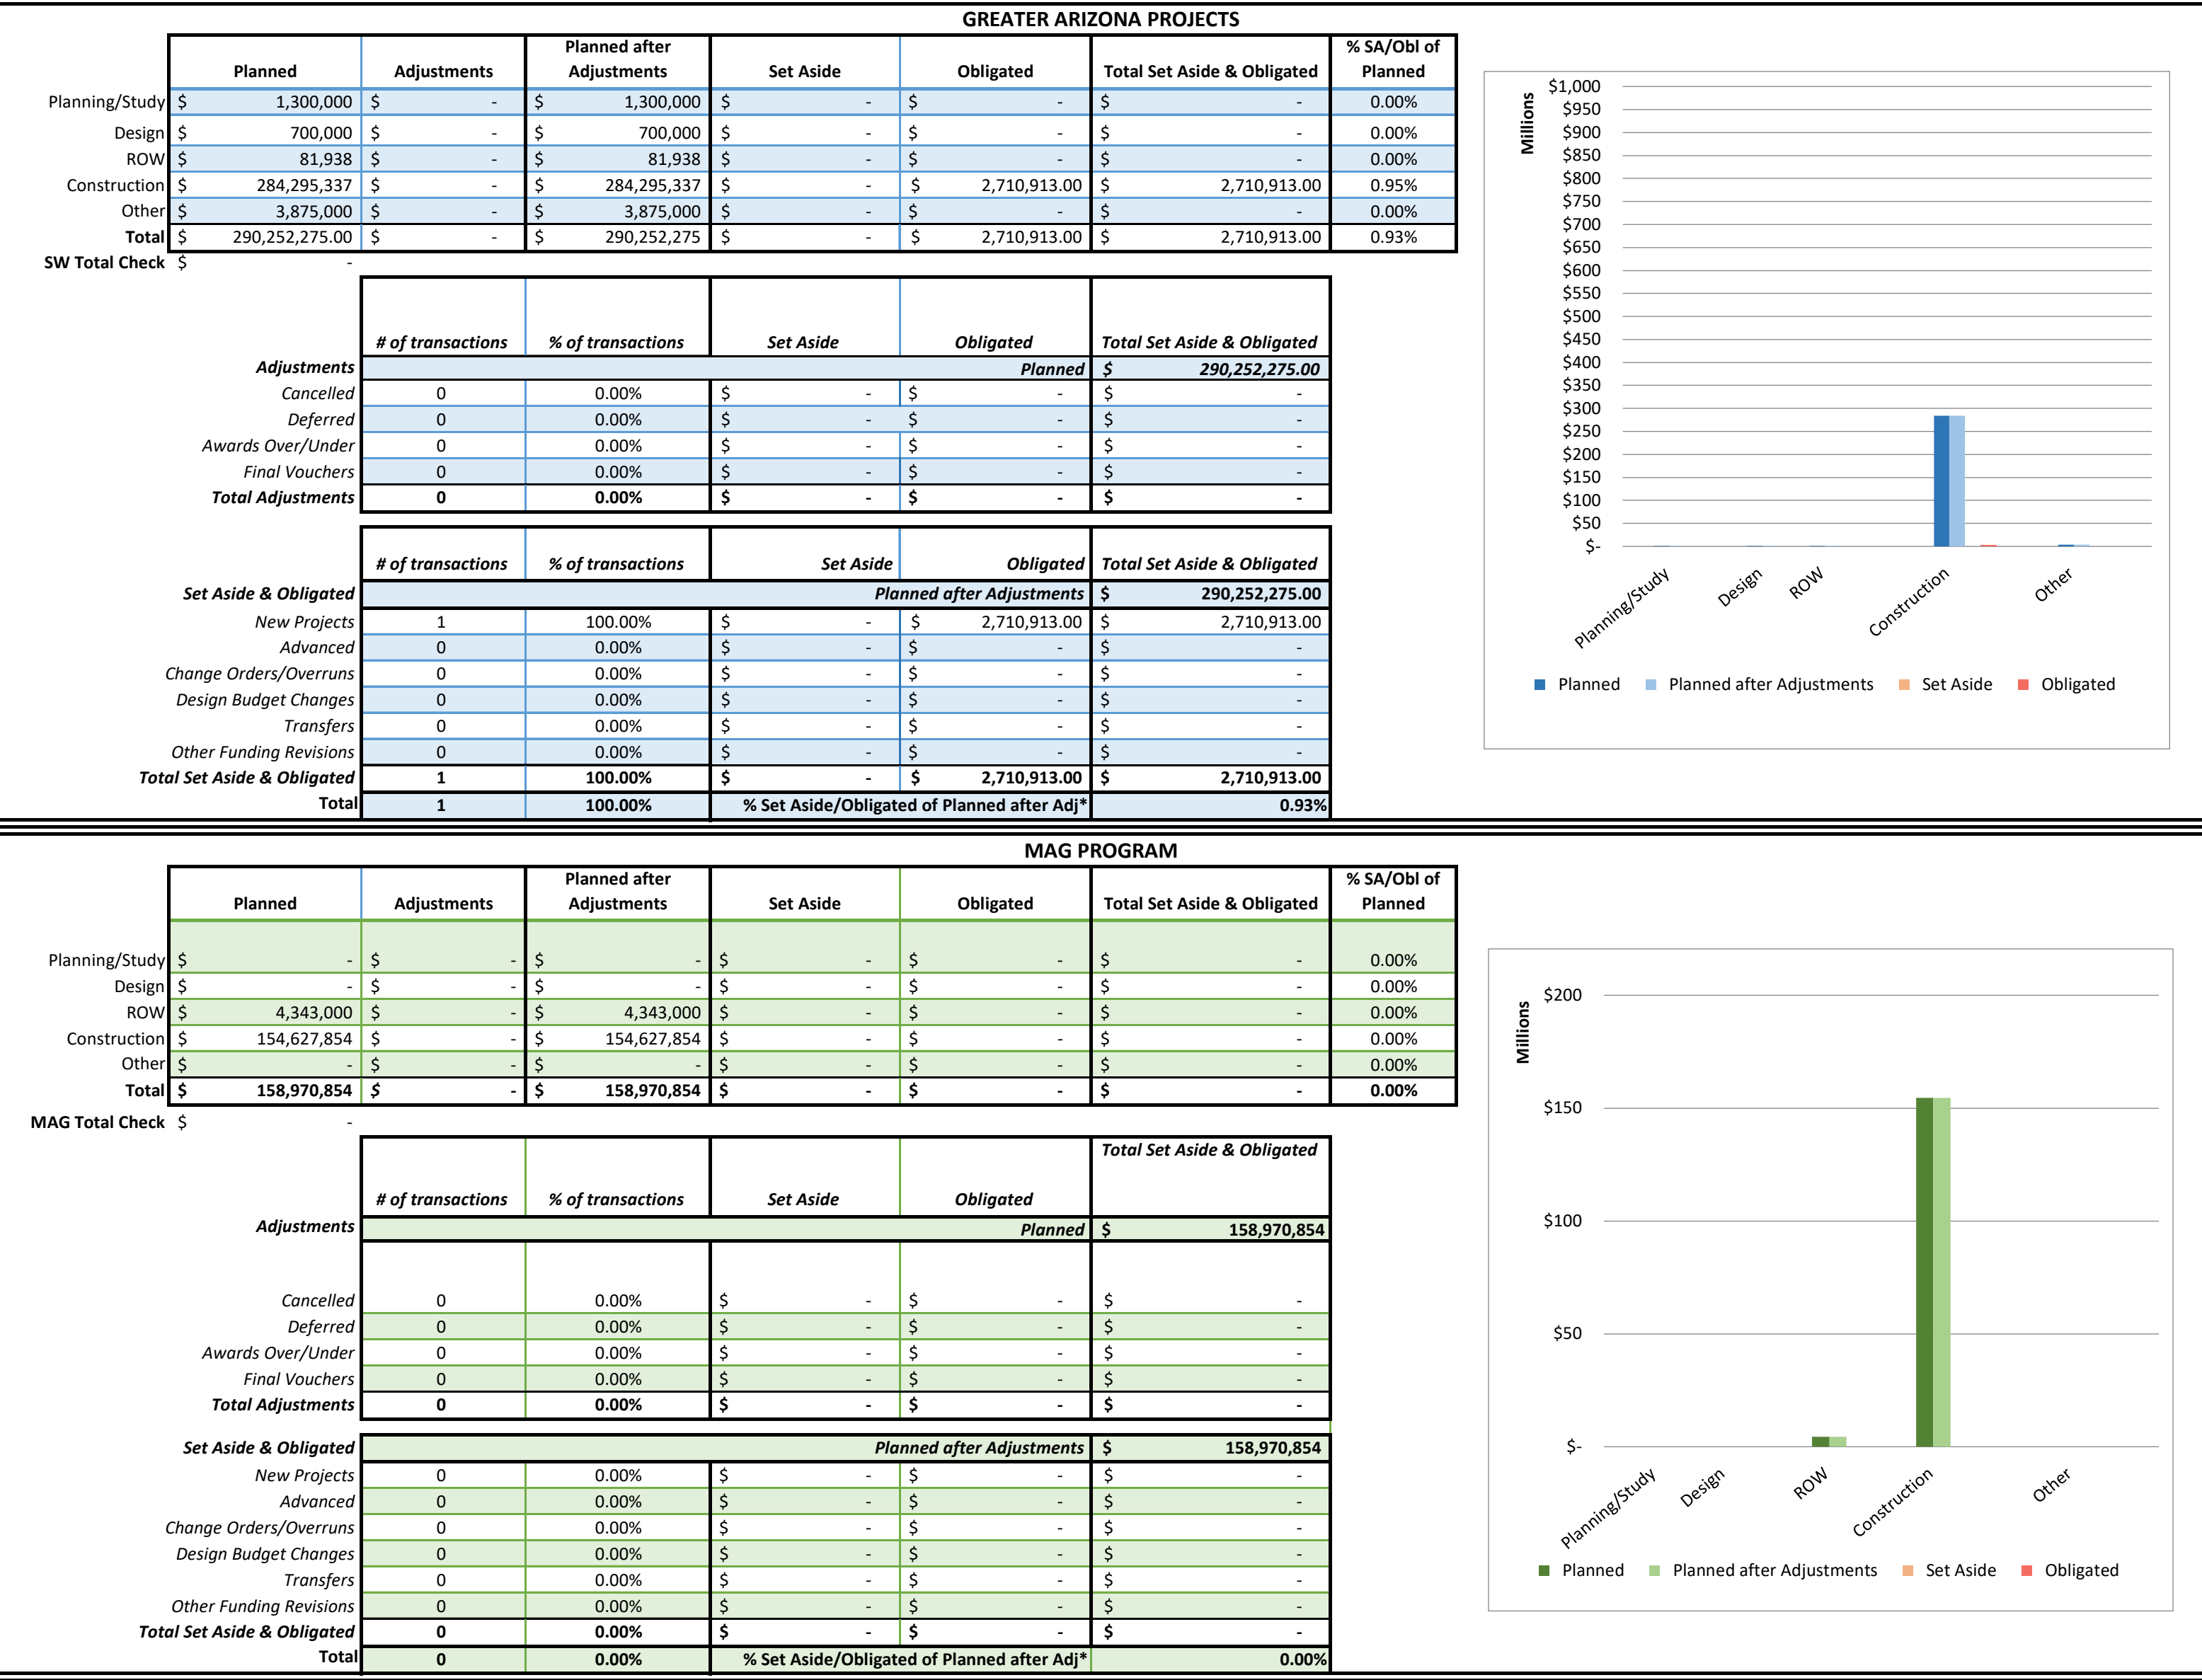 GREATER ARIZONA PROJECTS
Planned Adjustments Planned after Adjustments Set Aside Obligated Total Set Aside & Obligated % SA/Obl of Planned
Planning/Study $ 1,300,000 $ - $ 1,300,000 $ - $ - $ - 0.00%
Design $ 700,000 $ - $ 700,000 $ - $ - $ - 0.00%
ROW $ 81,938 $ - $ 81,938 $ - $ - $ - 0.00%
Construction $ 284,295,337 $ - $ 284,295,337 $ - $ 2,710,913.00 $ 2,710,913.00 0.95%
Other $ 3,875,000 $ - $ 3,875,000 $ - $ - $ - 0.00%
Total $ 290,252,275.00 $ - $ 290,252,275 $ - $ 2,710,913.00 $ 2,710,913.00 0.93%
SW Total Check $ -
# of transactions % of transactions Set Aside Obligated Total Set Aside & Obligated
Adjustments Planned $ 290,252,275.00
Cancelled 0 0.00% $ - $ - $ -
Deferred 0 0.00% $ - $ - $ -
Awards Over/Under 0 0.00% $ - $ - $ -
Final Vouchers 0 0.00% $ - $ - $ -
Total Adjustments 0 0.00% $ - $ - $ -
# of transactions % of transactions Set Aside Obligated Total Set Aside & Obligated
Set Aside & Obligated Planned after Adjustments $ 290,252,275.00
New Projects 1 100.00% $ - $ 2,710,913.00 $ 2,710,913.00
Advanced 0 0.00% $ - $ - $ -
Change Orders/Overruns 0 0.00% $ - $ - $ -
Design Budget Changes 0 0.00% $ - $ - $ -
Transfers 0 0.00% $ - $ - $ -
Other Funding Revisions 0 0.00% $ - $ - $ -
Total Set Aside & Obligated 1 100.00% $ - $ 2,710,913.00 $ 2,710,913.00
Total 1 100.00% % Set Aside/Obligated of Planned after Adj* 0.93%
Millions
$1,000
$950
$900
$850
$800
$750
$700
$650
$600
$550
$500
$450
$400
$350
$300
$250
$200
$150
$100
$50
$-
Planning/Study Design ROW Construction Other
Planned Planned after Adjustments Set Aside Obligated
MAG PROGRAM
Planned Adjustments Planned after Adjustments Set Aside Obligated Total Set Aside & Obligated % SA/Obl of Planned
Planning/Study $ - $ - $ - $ - $ - $ - 0.00%
Design $ - $ - $ - $ - $ - $ - 0.00%
ROW $ 4,343,000 $ - $ 4,343,000 $ - $ - $ - 0.00%
Construction $ 154,627,854 $ - $ 154,627,854 $ - $ - $ - 0.00%
Other $ - $ - $ - $ - $ - $ - 0.00%
Total $ 158,970,854 $ - $ 158,970,854 $ - $ - $ - 0.00%
MAG Total Check $ -
# of transactions % of transactions Set Aside Obligated Total Set Aside & Obligated
Adjustments Planned $ 158,970,854
Cancelled 0 0.00% $ - $ - $ -
Deferred 0 0.00% $ - $ - $ -
Awards Over/Under 0 0.00% $ - $ - $ -
Final Vouchers 0 0.00% $ - $ - $ -
Total Adjustments 0 0.00% $ - $ - $ -
Set Aside & Obligated Planned after Adjustments $ 158,970,854
New Projects 0 0.00% $ - $ - $ -
Advanced 0 0.00% $ - $ - $ -
Change Orders/Overruns 0 0.00% $ - $ - $ -
Design Budget Changes 0 0.00% $ - $ - $ -
Transfers 0 0.00% $ - $ - $ -
Other Funding Revisions 0 0.00% $ - $ - $ -
Total Set Aside & Obligated 0 0.00% $ - $ - $ -
Total 0 0.00% % Set Aside/Obligated of Planned after Adj* 0.00%
Millions
$200
$150
$100
$50
$-
Planning/Study Design ROW Construction Other
Planned Planned after Adjustments Set Aside Obligated